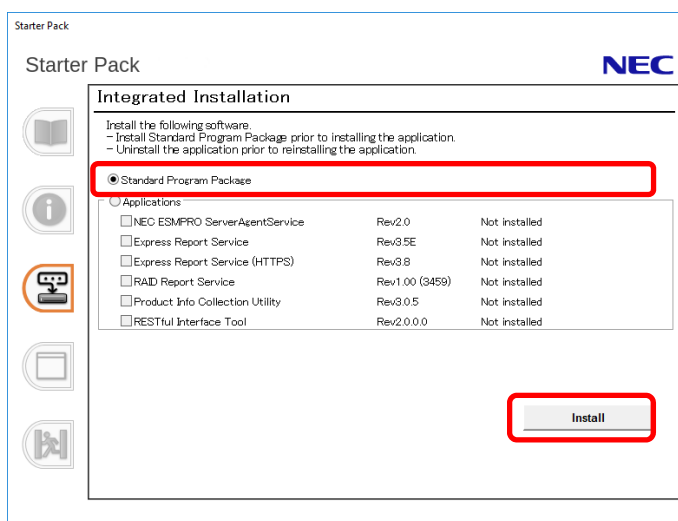 Starter Pack
Starter Pack
NEC
Integrated Installation
Install the following software.
- Install Standard Program Package prior to installing the application.
- Uninstall the application prior to reinstalling the application.
Standard Program Package
Applications
NEC ESMPRO ServerAgentService Rev2.0 Not installed
Express Report Service Rev3.5E Not installed
Express Report Service (HTTPS) Rev3.8 Not installed
RAID Report Service Rev1.00 (3459) Not installed
Product Info Collection Utility Rev3.0.5 Not installed
RESTful Interface Tool Rev2.0.0.0 Not installed
Install